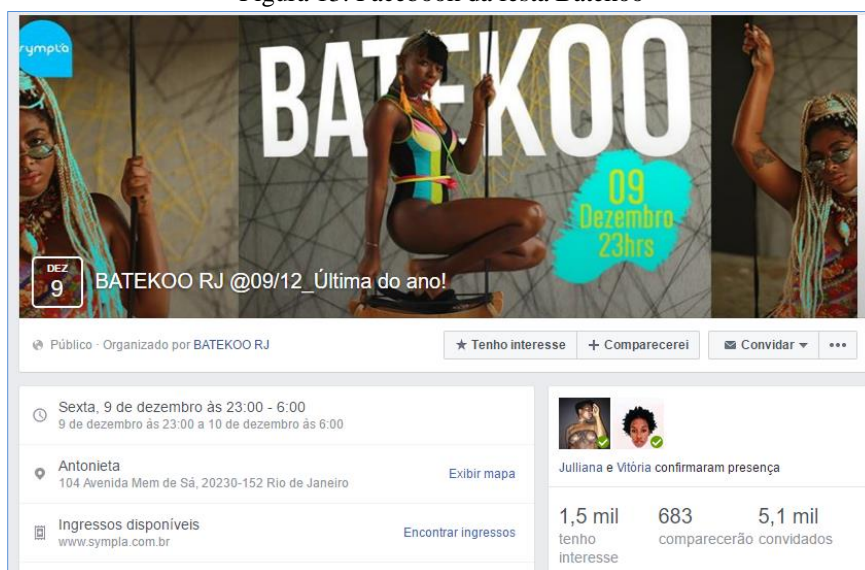 Figura 13: Facebook da festa Batekoo
sympla
BATEKOO
09
Dezembro
23hrs
DEZ
9
BATEKOO RJ @09/12_Última do ano!
Público · Organizado por BATEKOO RJ
★ Tenho interesse
+ Comparecerei
Convidar
Sexta, 9 de dezembro às 23:00 - 6:00
9 de dezembro às 23:00 a 10 de dezembro às 6:00
Antonieta
104 Avenida Mem de Sá, 20230-152 Rio de Janeiro
Exibir mapa
Ingressos disponíveis
www.sympla.com.br
Encontrar ingressos
Julliana e Vitória confirmaram presença
1,5 mil
tenho
interesse
683
comparecerão
5,1 mil
convidados